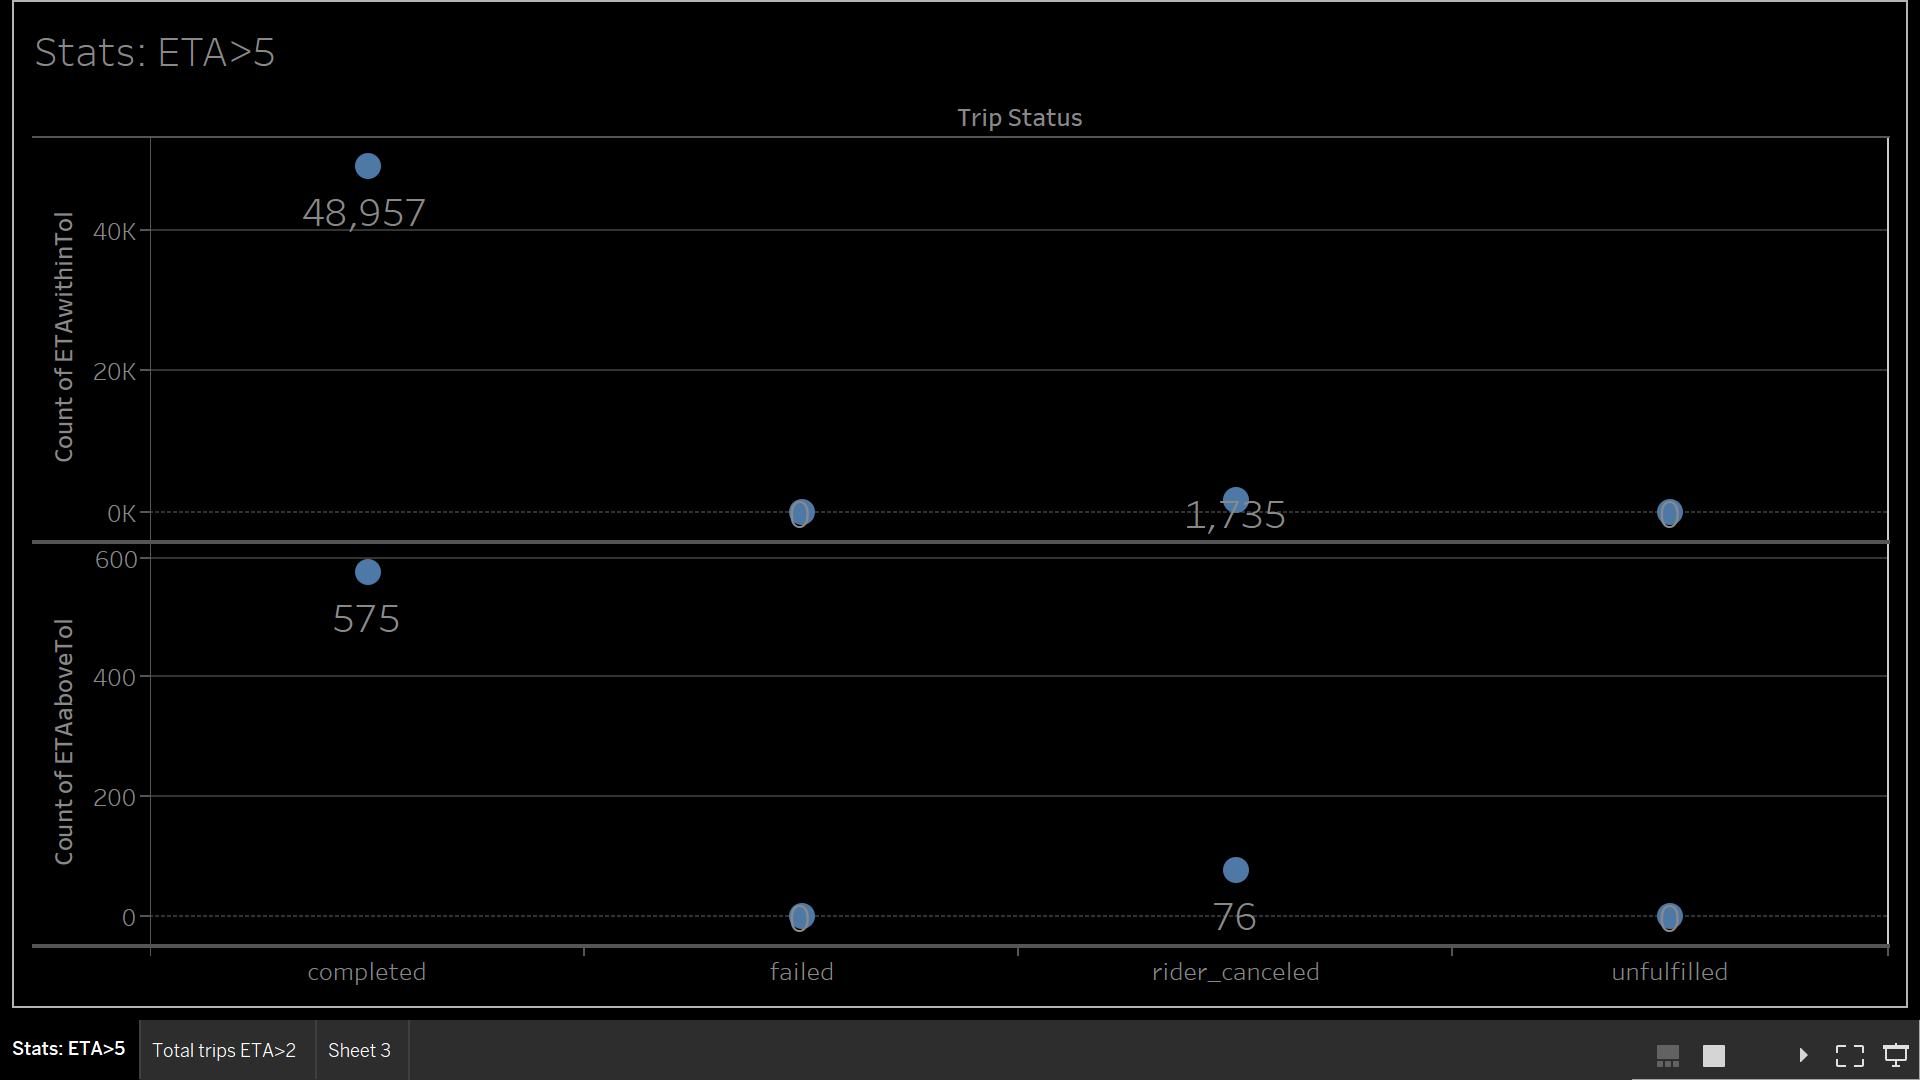 Stats: ETA>5
Trip Status
Count of ETAwithinTol
40K
20K
0K
48,957
0
1,735
0
Count of ETAaboveTol
600
400
200
0
575
0
76
0
completed
failed
rider_canceled
unfulfilled
Stats: ETA>5
Total trips ETA>2
Sheet 3